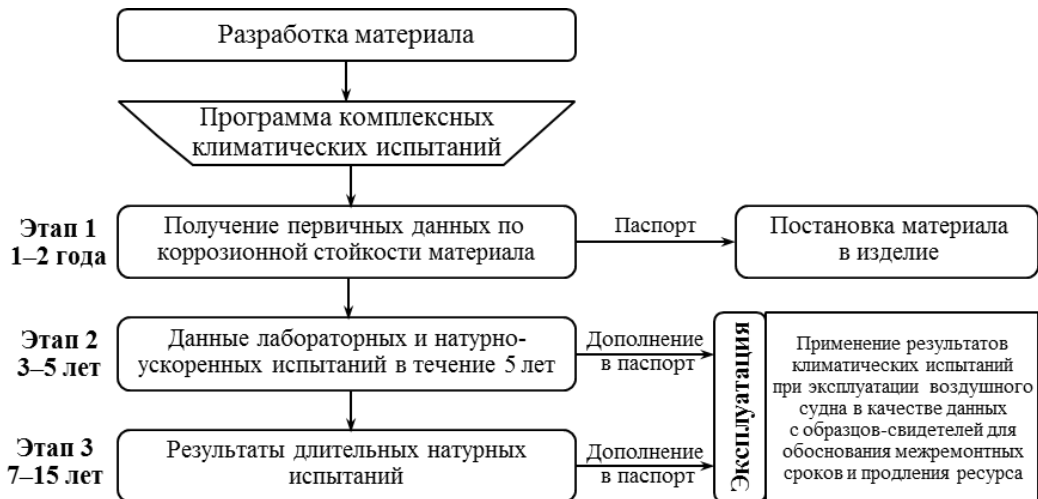 Разработка материала
Программа комплексных
климатических испытаний
Этап 1
1–2 года
Получение первичных данных по
коррозионной стойкости материала
Паспорт
Постановка материала
в изделие
Этап 2
3–5 лет
Данные лабораторных и натурно-
ускоренных испытаний в течение 5 лет
Дополнение
в паспорт
Этап 3
7–15 лет
Результаты длительных натурных
испытаний
Дополнение
в паспорт
Эксплуатация
Применение результатов
климатических испытаний
при эксплуатации воздушного
судна в качестве данных
с образцов-свидетелей для
обоснования межремонтных
сроков и продления ресурса